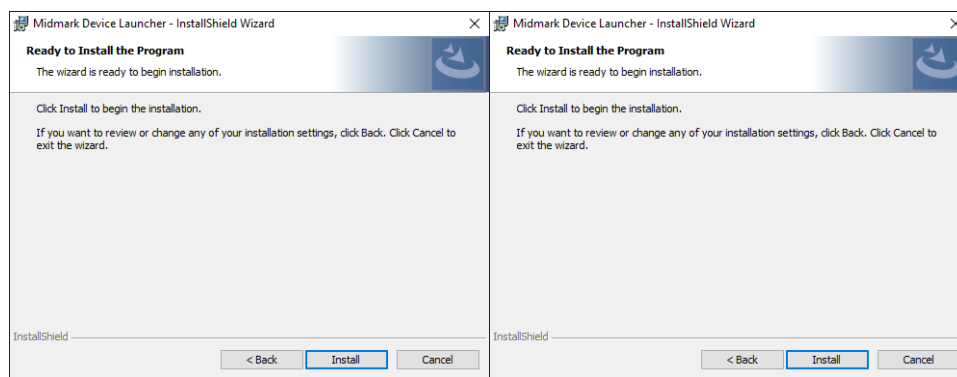 Midmark Device Launcher - InstallShield Wizard
Ready to Install the Program
The wizard is ready to begin installation.
Click Install to begin the installation.
If you want to review or change any of your installation settings, click Back. Click Cancel to
exit the wizard.
InstallShield
< Back Install Cancel
Midmark Device Launcher - InstallShield Wizard
Ready to Install the Program
The wizard is ready to begin installation.
Click Install to begin the installation.
If you want to review or change any of your installation settings, click Back. Click Cancel to
exit the wizard.
InstallShield
< Back Install Cancel